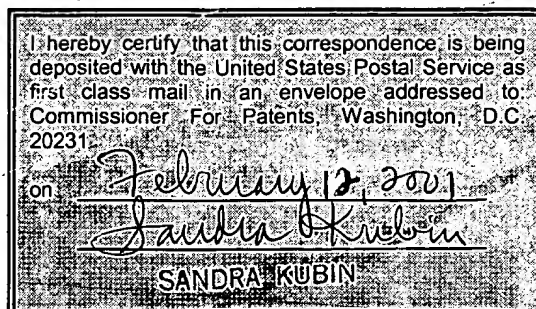 I hereby certify that this correspondence is being
deposited with the United States Postal Service as
first class mail in an envelope addressed to:
Commissioner For Patents, Washington, D.C.
20231
on February 12, 2001
Sandra Kubin
SANDRA KUBIN